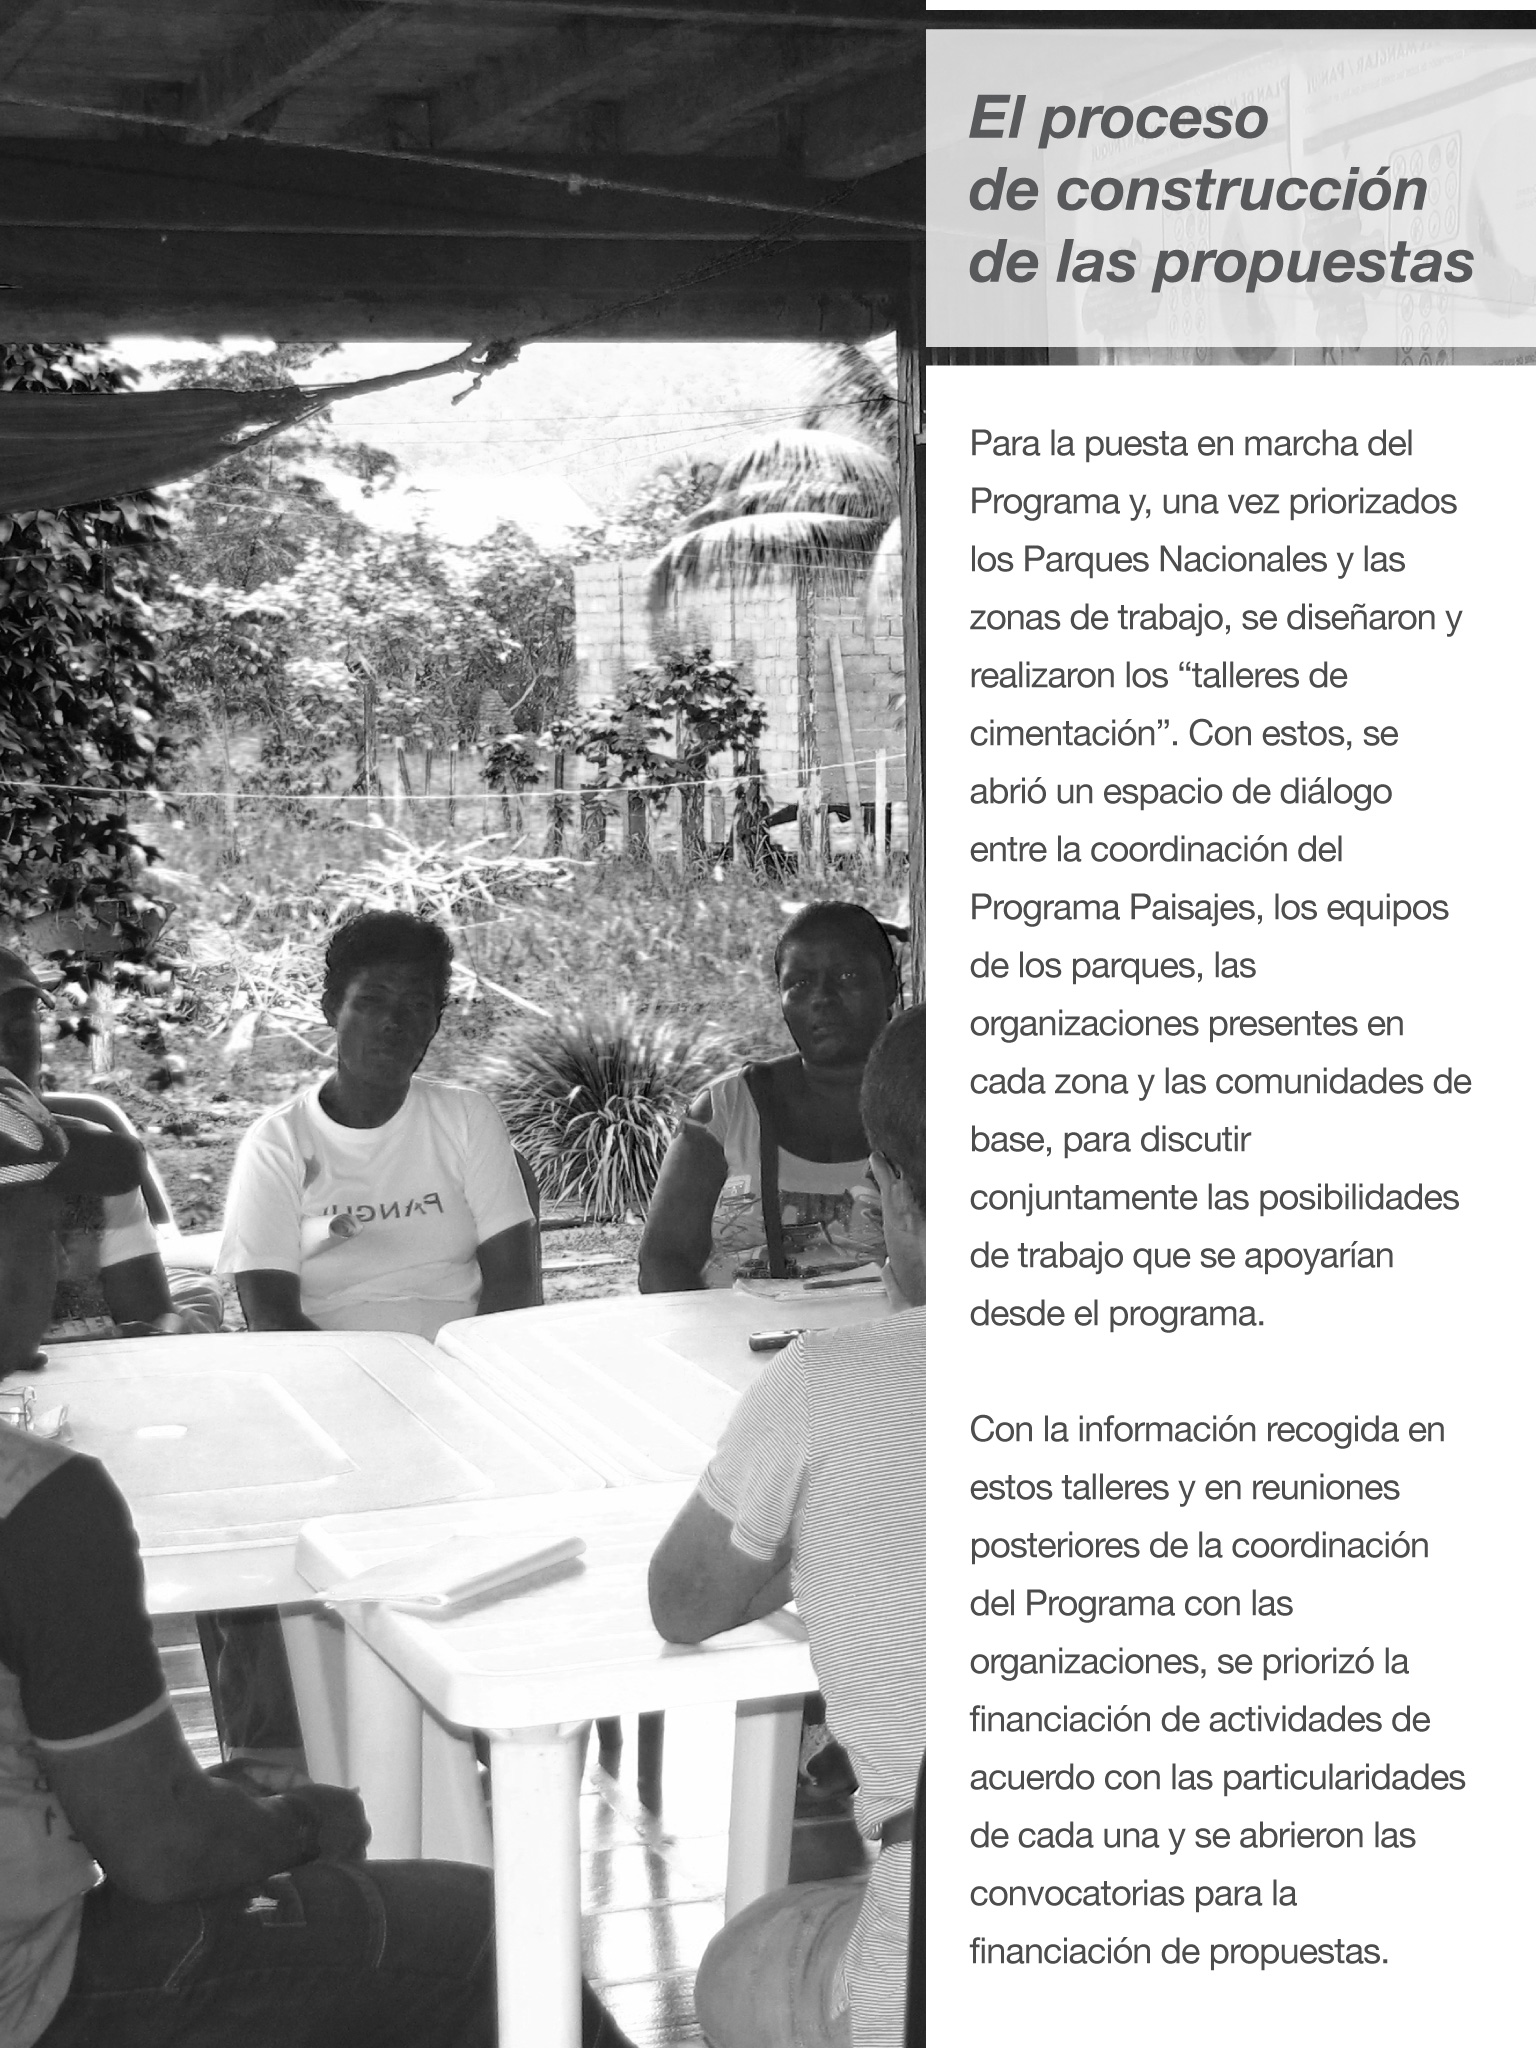 El proceso
de construcción
de las propuestas
Para la puesta en marcha del
Programa y, una vez priorizados
los Parques Nacionales y las
zonas de trabajo, se diseñaron y
realizaron los “talleres de
cimentación”. Con estos, se
abrió un espacio de diálogo
entre la coordinación del
Programa Paisajes, los equipos
de los parques, las
organizaciones presentes en
cada zona y las comunidades de
base, para discutir
conjuntamente las posibilidades
de trabajo que se apoyarían
desde el programa.
Con la información recogida en
estos talleres y en reuniones
posteriores de la coordinación
del Programa con las
organizaciones, se priorizó la
financiación de actividades de
acuerdo con las particularidades
de cada una y se abrieron las
convocatorias para la
financiación de propuestas.
PANGUI